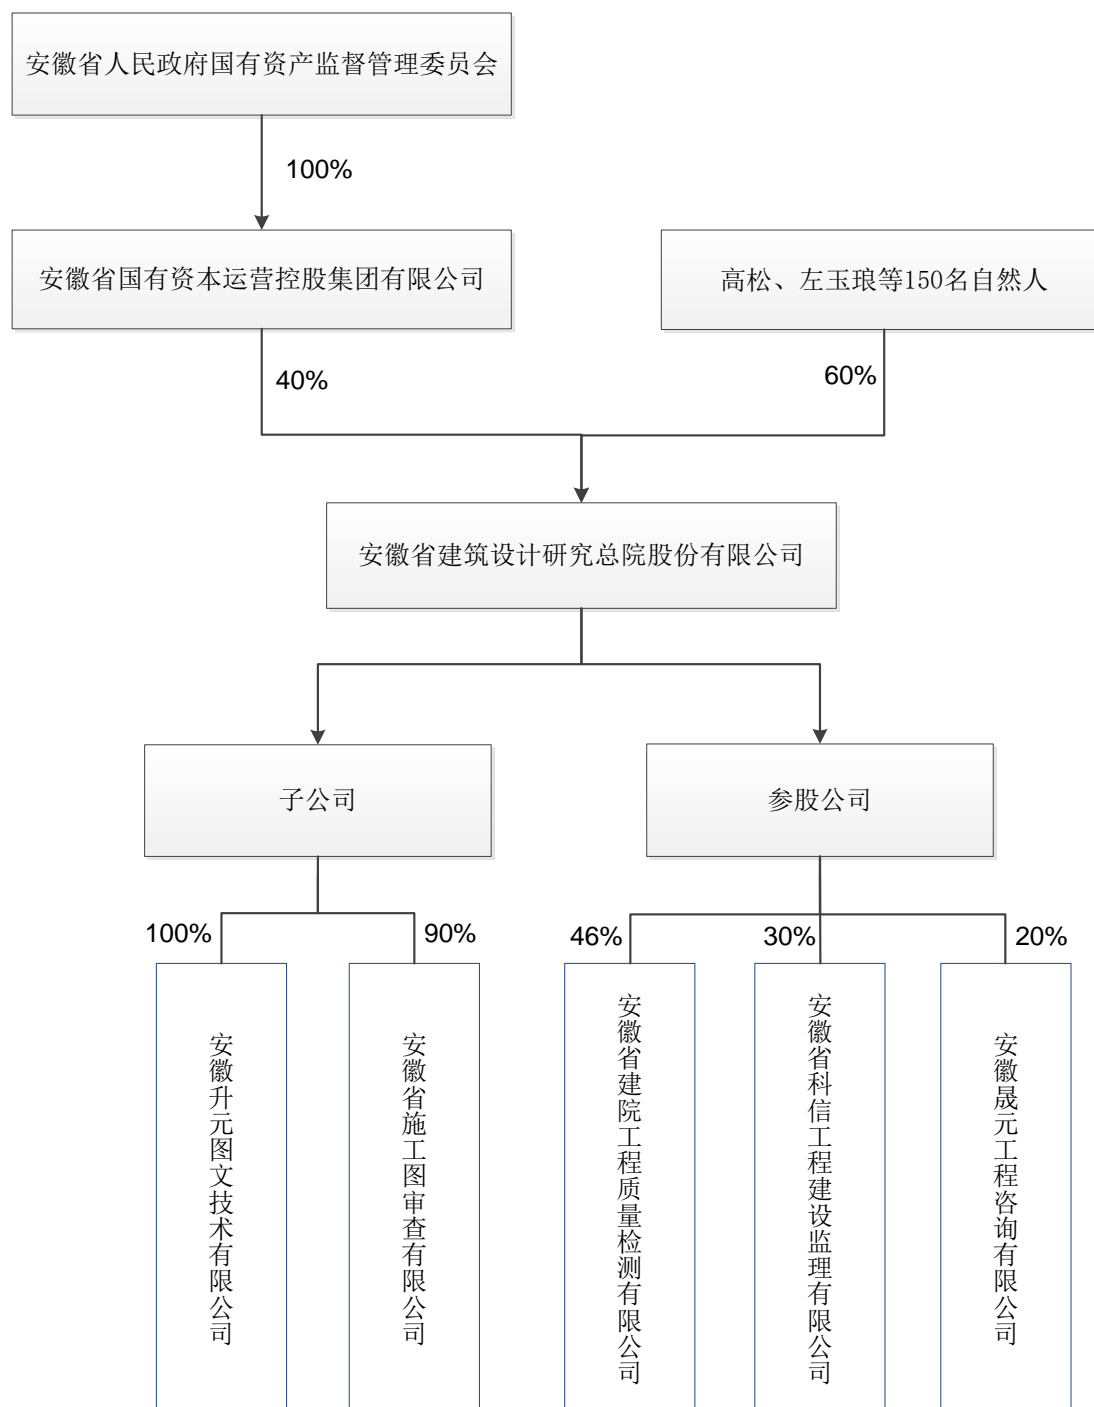 安徽省人民政府国有资产监督管理委员会
100%
安徽省国有资本运营控股集团有限公司
高松、左玉琅等150名自然人
40%
60%
安徽省建筑设计研究总院股份有限公司
子公司
参股公司
100%
90%
46%
30%
20%
安徽升元图文技术有限公司
安徽省施工图审查有限公司
安徽省建院工程质量检测有限公司
安徽省科信工程建设监理有限公司
安徽晟元工程咨询有限公司